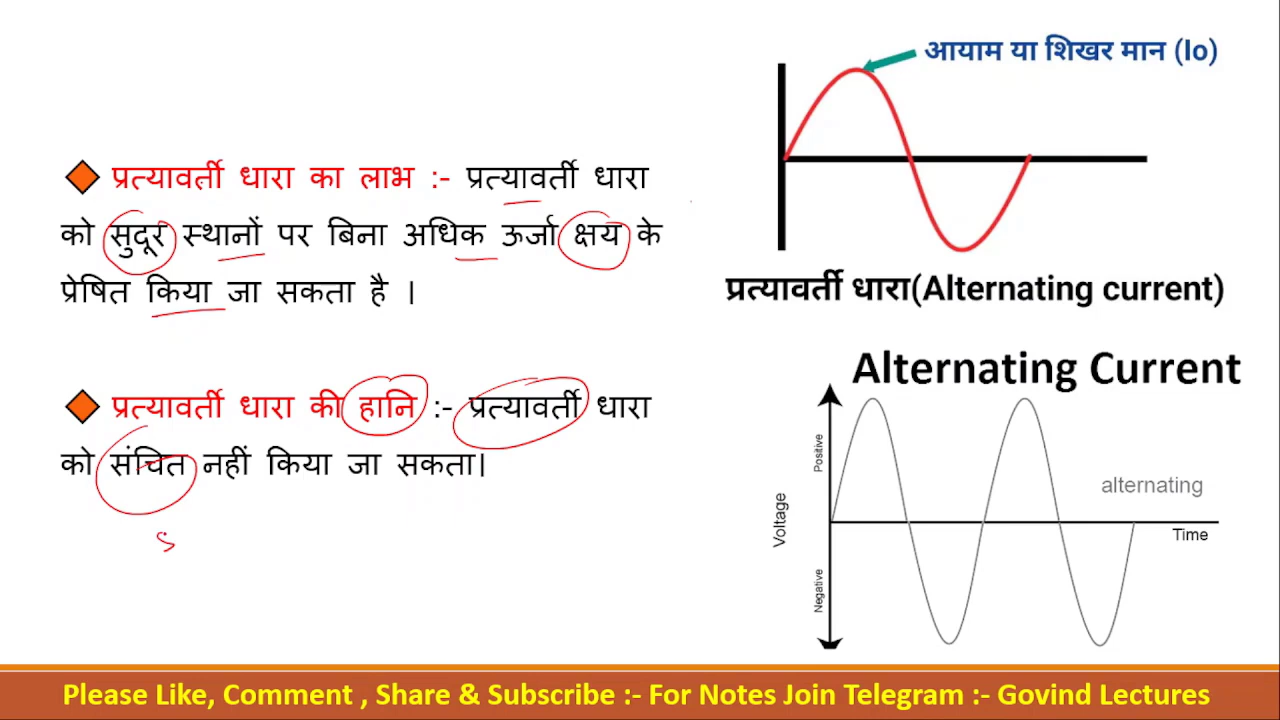 आयाम या शिखर मान (Io)
प्रत्यावर्ती धारा का लाभ :- प्रत्यावर्ती धारा
को सुदूर स्थानों पर बिना अधिक ऊर्जा क्षय के
प्रेषित किया जा सकता है ।
प्रत्यावर्ती धारा(Alternating current)
प्रत्यावर्ती धारा की हानि :- प्रत्यावर्ती धारा
को संचित नहीं किया जा सकता।
Alternating Current
Positive
alternating
Voltage
Time
Negative
Please Like, Comment , Share & Subscribe :- For Notes Join Telegram :- Govind Lectures